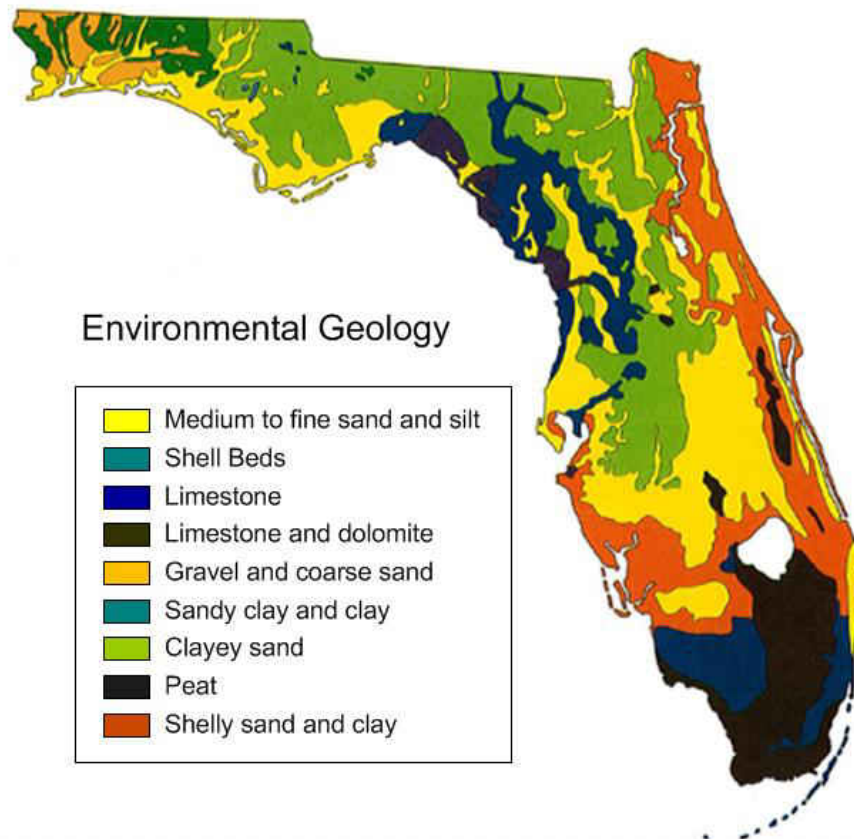 Environmental Geology
Medium to fine sand and silt
Shell Beds
Limestone
Limestone and dolomite
Gravel and coarse sand
Sandy clay and clay
Clayey sand
Peat
Shelly sand and clay